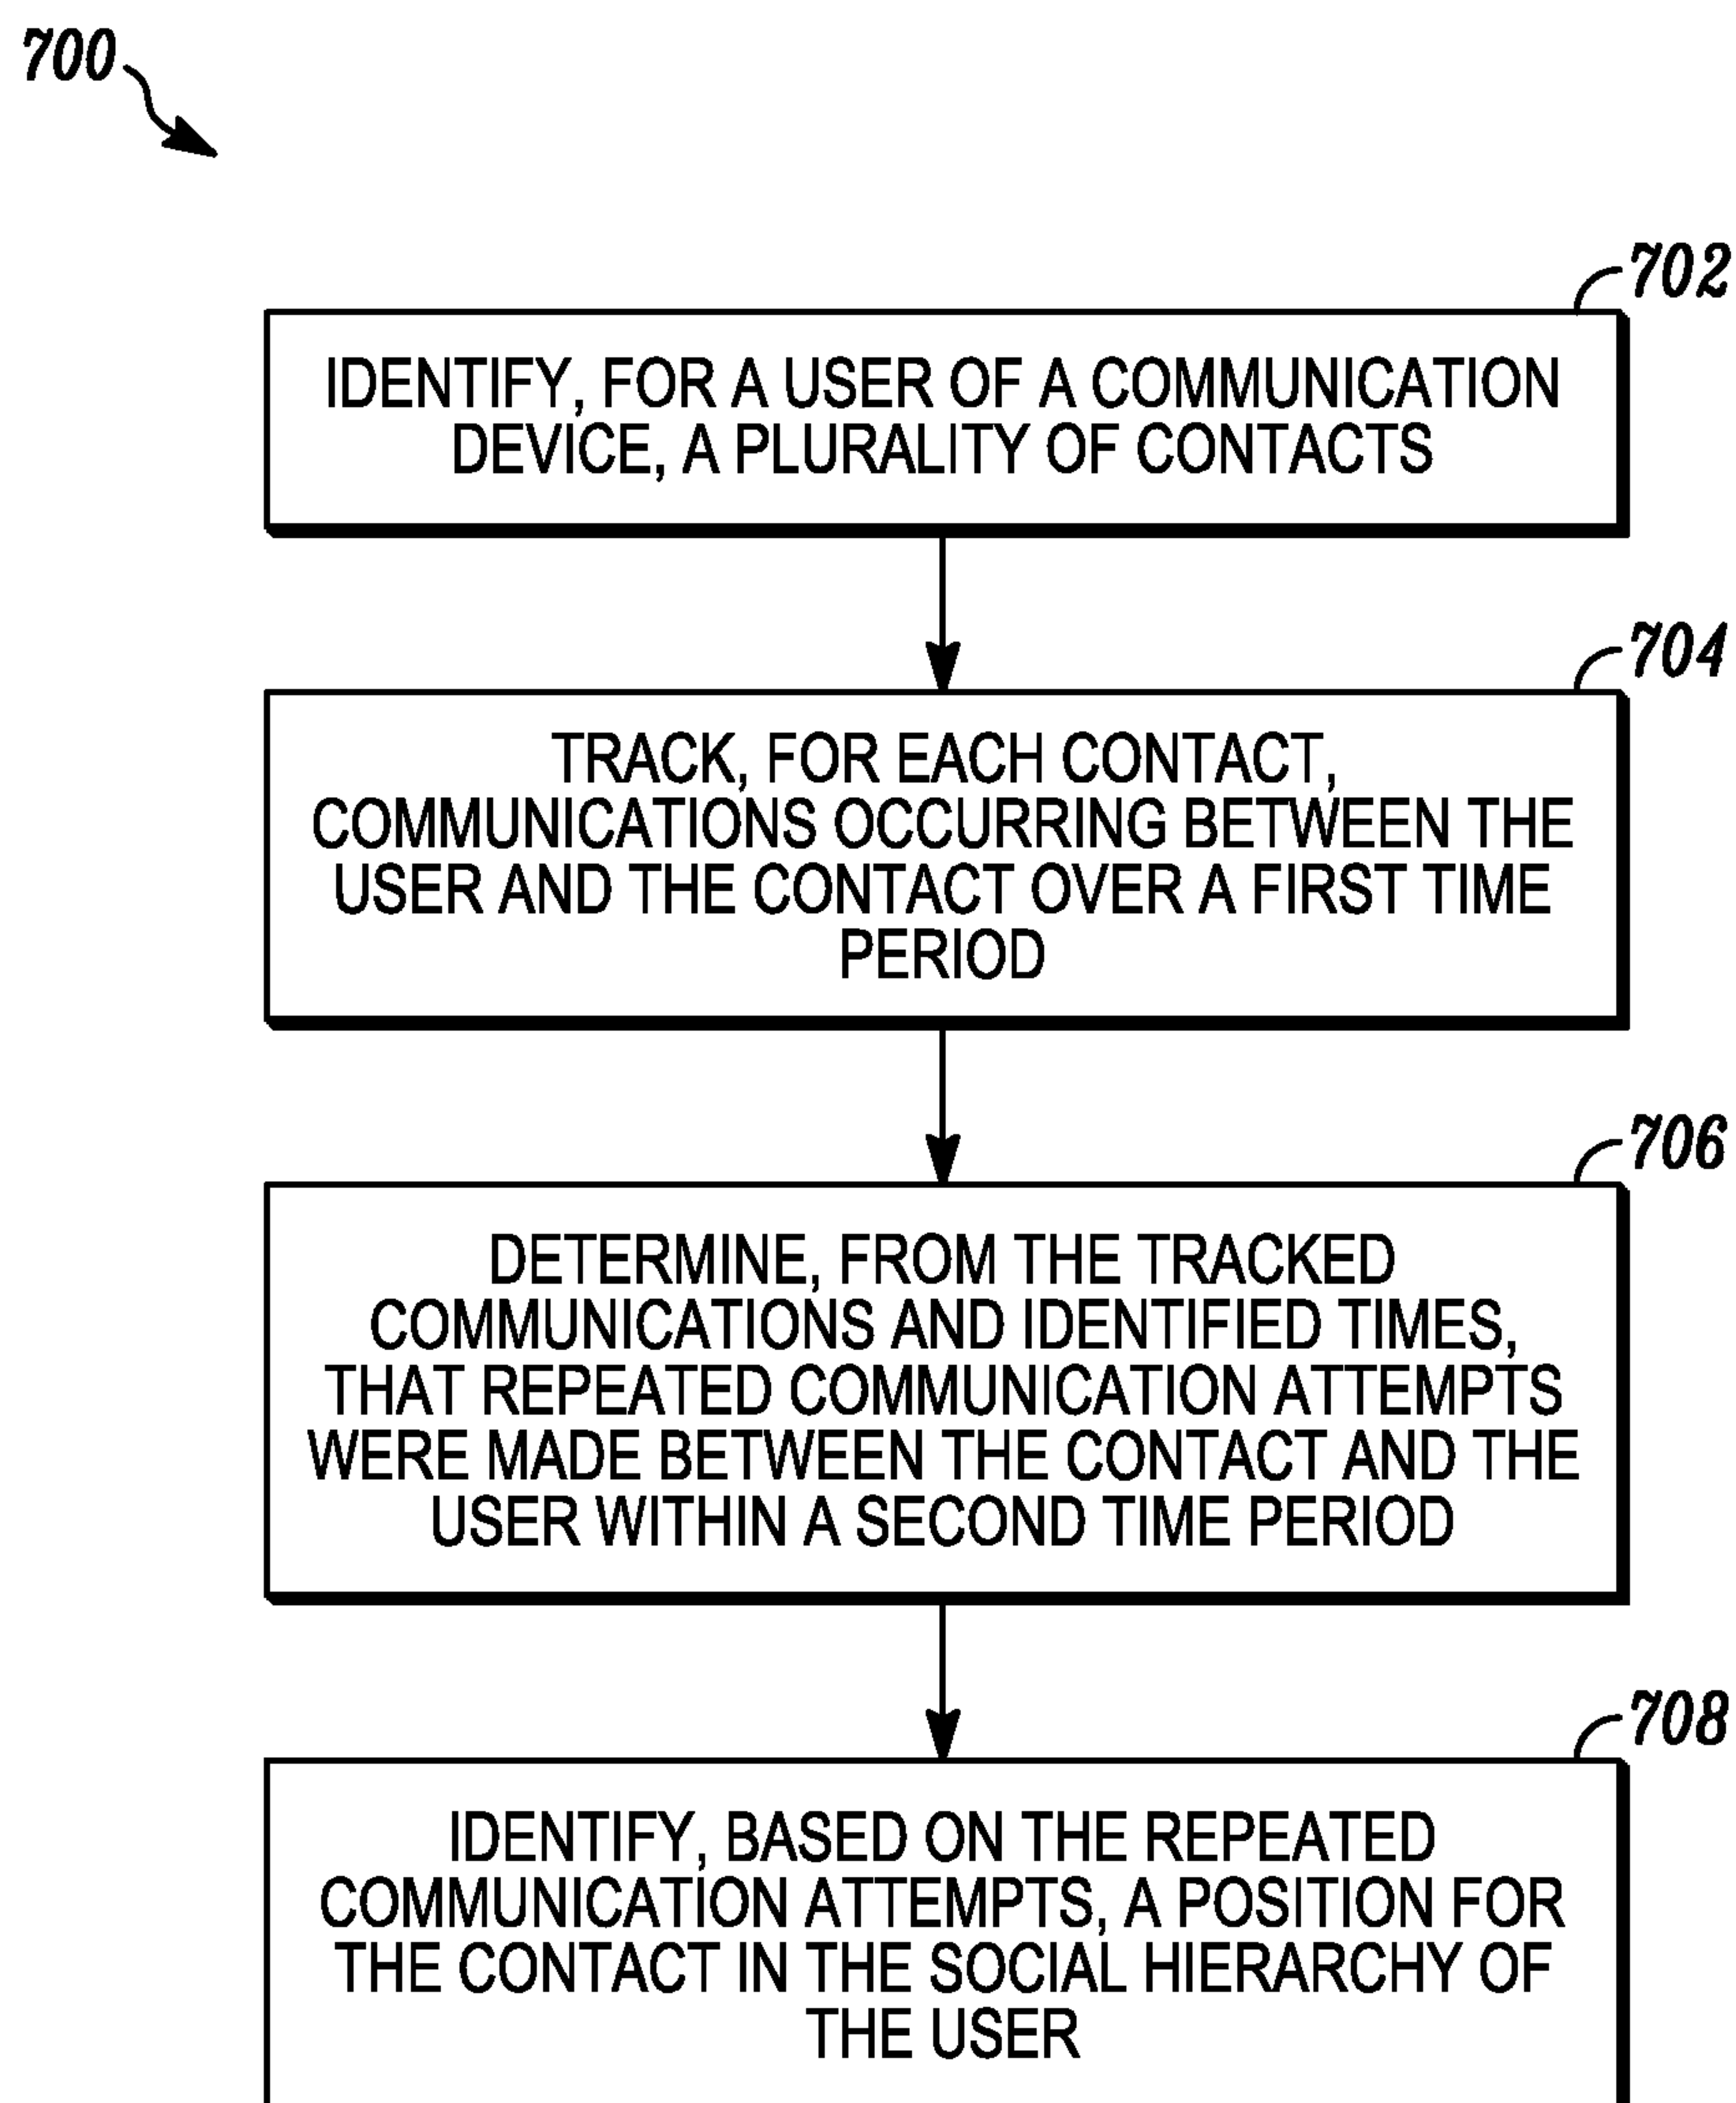 700
702
IDENTIFY, FOR A USER OF A COMMUNICATION
DEVICE, A PLURALITY OF CONTACTS
704
TRACK, FOR EACH CONTACT,
COMMUNICATIONS OCCURRING BETWEEN THE
USER AND THE CONTACT OVER A FIRST TIME
PERIOD
706
DETERMINE, FROM THE TRACKED
COMMUNICATIONS AND IDENTIFIED TIMES,
THAT REPEATED COMMUNICATION ATTEMPTS
WERE MADE BETWEEN THE CONTACT AND THE
USER WITHIN A SECOND TIME PERIOD
708
IDENTIFY, BASED ON THE REPEATED
COMMUNICATION ATTEMPTS, A POSITION FOR
THE CONTACT IN THE SOCIAL HIERARCHY OF
THE USER